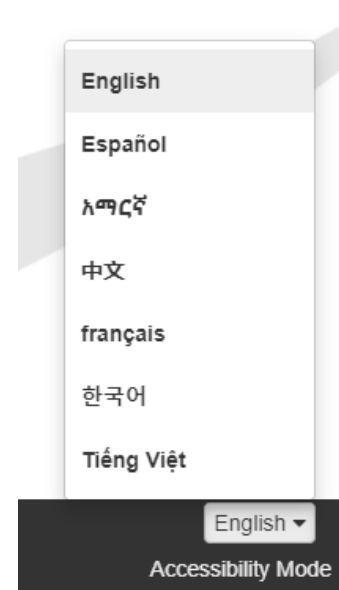 English
Español
አማርኛ
中文
français
한국어
Tiếng Việt
English
Accessibility Mode